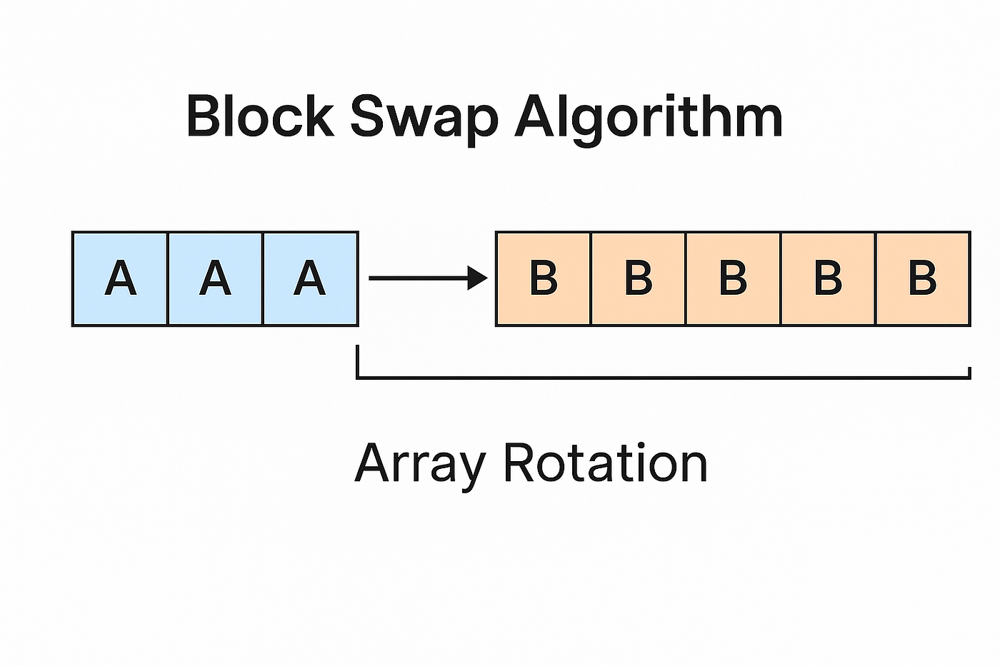 Block Swap Algorithm
A A A B B B B B
Array Rotation